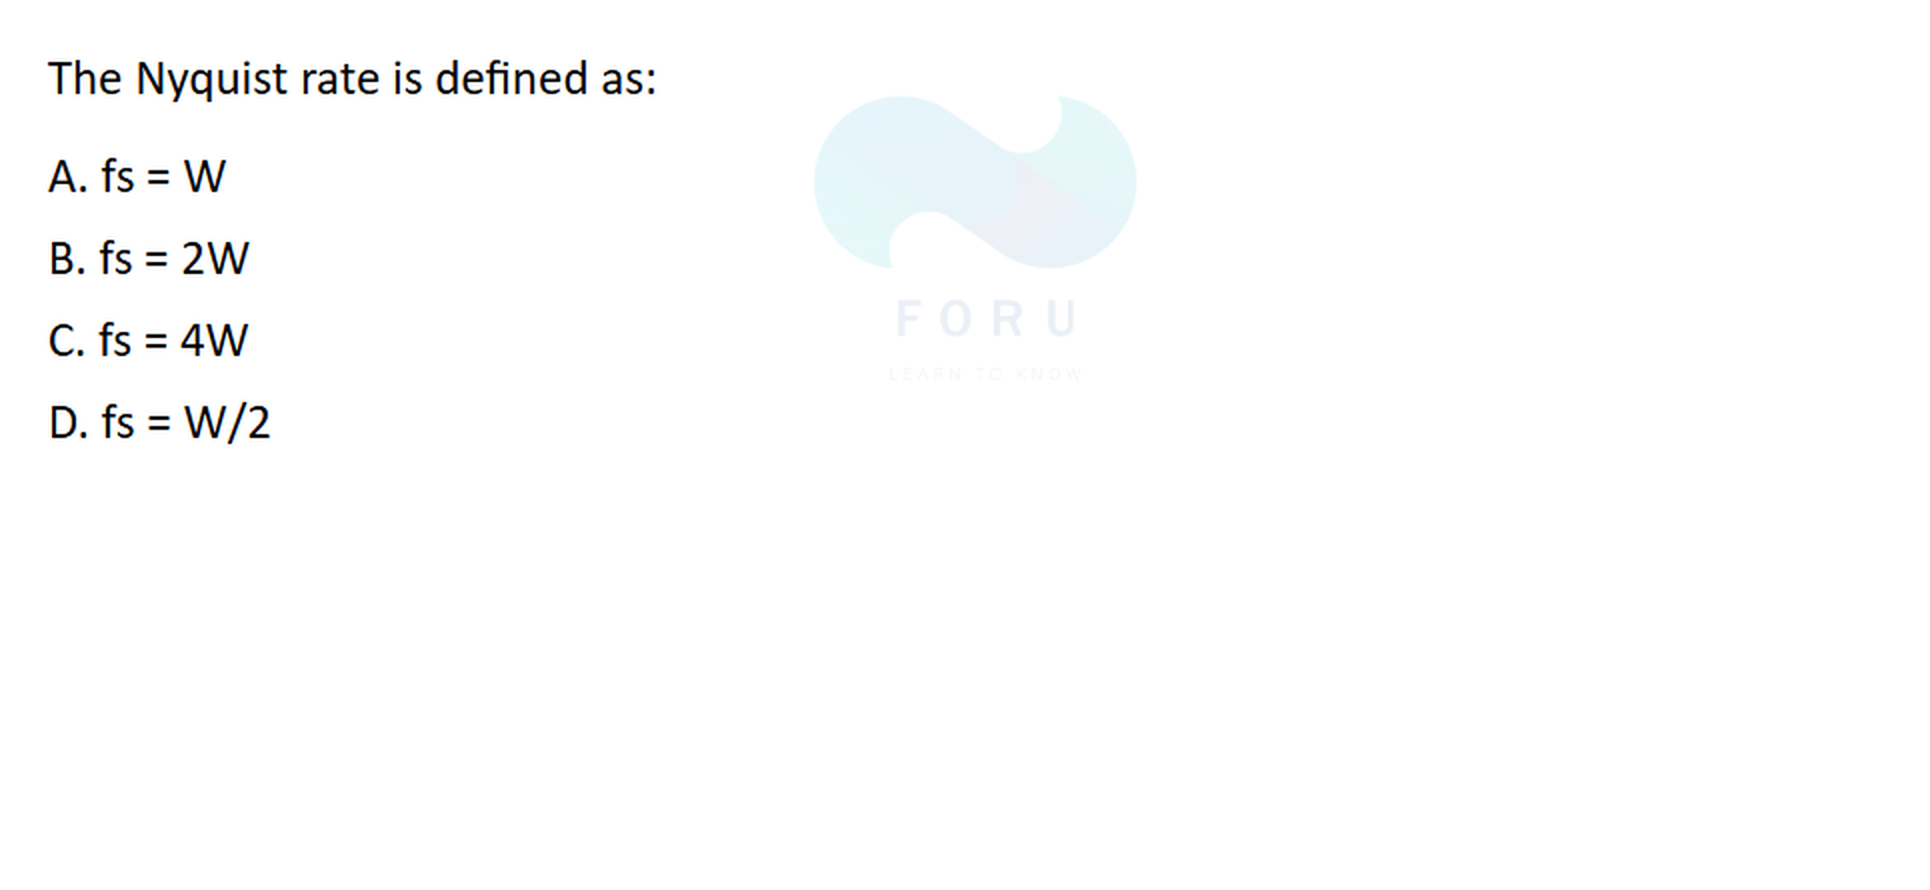 The Nyquist rate is defined as:
A. fs = W
B. fs = 2W
C. fs = 4W
D. fs = W/2
FORU
LEARN TO KNOW